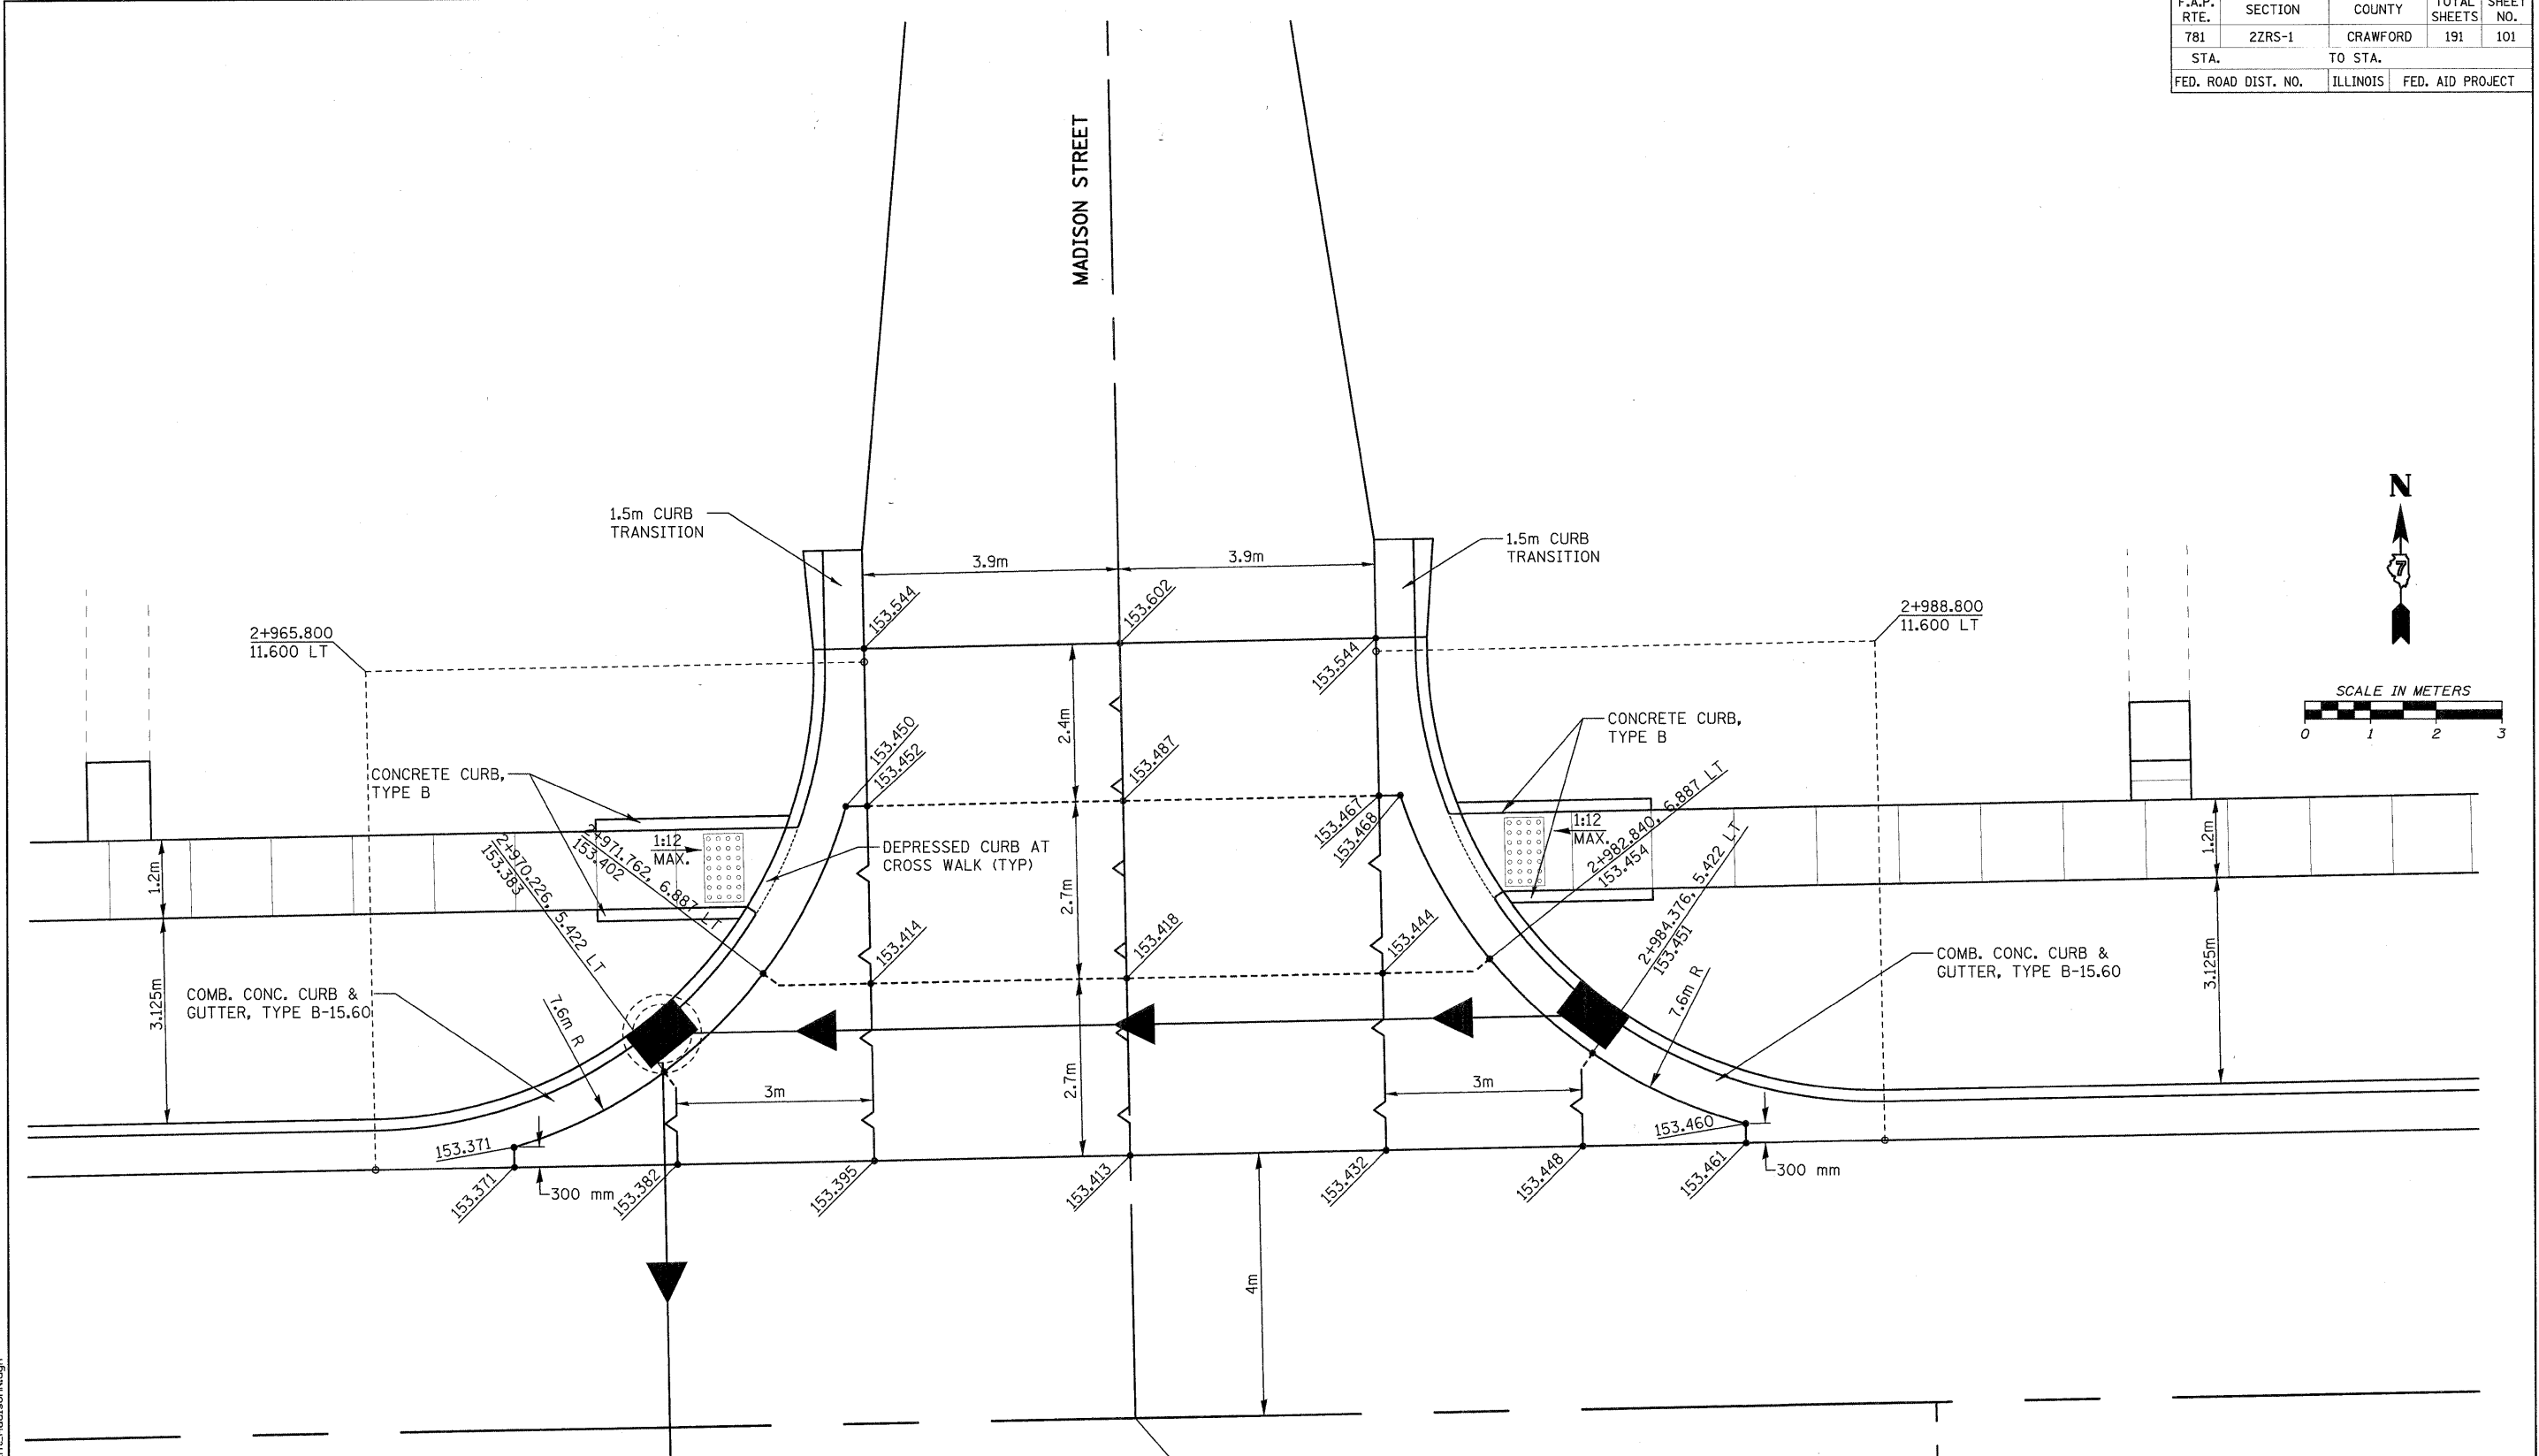 F.A.P. RTE. SECTION COUNTY TOTAL SHEETS SHEET NO.
781 2ZRS-1 CRAWFORD 191 101
STA. TO STA.
FED. ROAD DIST. NO. ILLINOIS FED. AID PROJECT
MADISON STREET
N
7
SCALE IN METERS
0 1 2 3
1.5m CURB
TRANSITION
1.5m CURB
TRANSITION
3.9m
3.9m
153.544
153.602
153.544
2+965.800
11.600 LT
2+988.800
11.600 LT
2.4m
153.450
153.452
153.487
153.467
153.468
CONCRETE CURB,
TYPE B
CONCRETE CURB,
TYPE B
1:12
MAX.
1:12
MAX.
DEPRESSED CURB AT
CROSS WALK (TYP)
2+971.762, 6.887 LT
153.402
2+970.226, 5.422 LT
153.383
2+982.840, 6.887 LT
153.454
2+984.376, 5.422 LT
153.451
1.2m
1.2m
2.7m
153.414
153.418
153.444
3.125m
3.125m
COMB. CONC. CURB &
GUTTER, TYPE B-15.60
COMB. CONC. CURB &
GUTTER, TYPE B-15.60
7.6m R
7.6m R
2.7m
3m
3m
153.371
153.460
300 mm
300 mm
153.371
153.382
153.395
153.413
153.432
153.448
153.461
4m